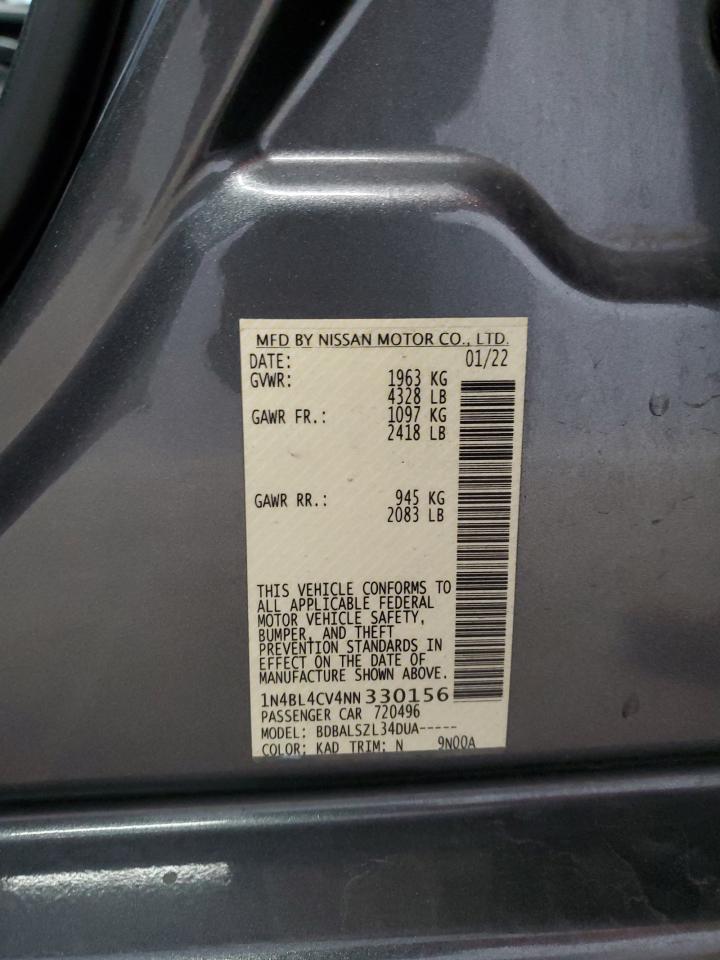 MFD BY NISSAN MOTOR CO., LTD.
DATE: 01/22
GVWR: 1963 KG
4328 LB
GAWR FR.: 1097 KG
2418 LB
GAWR RR.: 945 KG
2083 LB
THIS VEHICLE CONFORMS TO
ALL APPLICABLE FEDERAL
MOTOR VEHICLE SAFETY,
BUMPER, AND THEFT
PREVENTION STANDARDS IN
EFFECT ON THE DATE OF
MANUFACTURE SHOWN ABOVE.
1N4BL4CV4NN330156
PASSENGER CAR 720496
MODEL: BDBALSZL34DUA-----
COLOR: KAD TRIM: N 9N00A